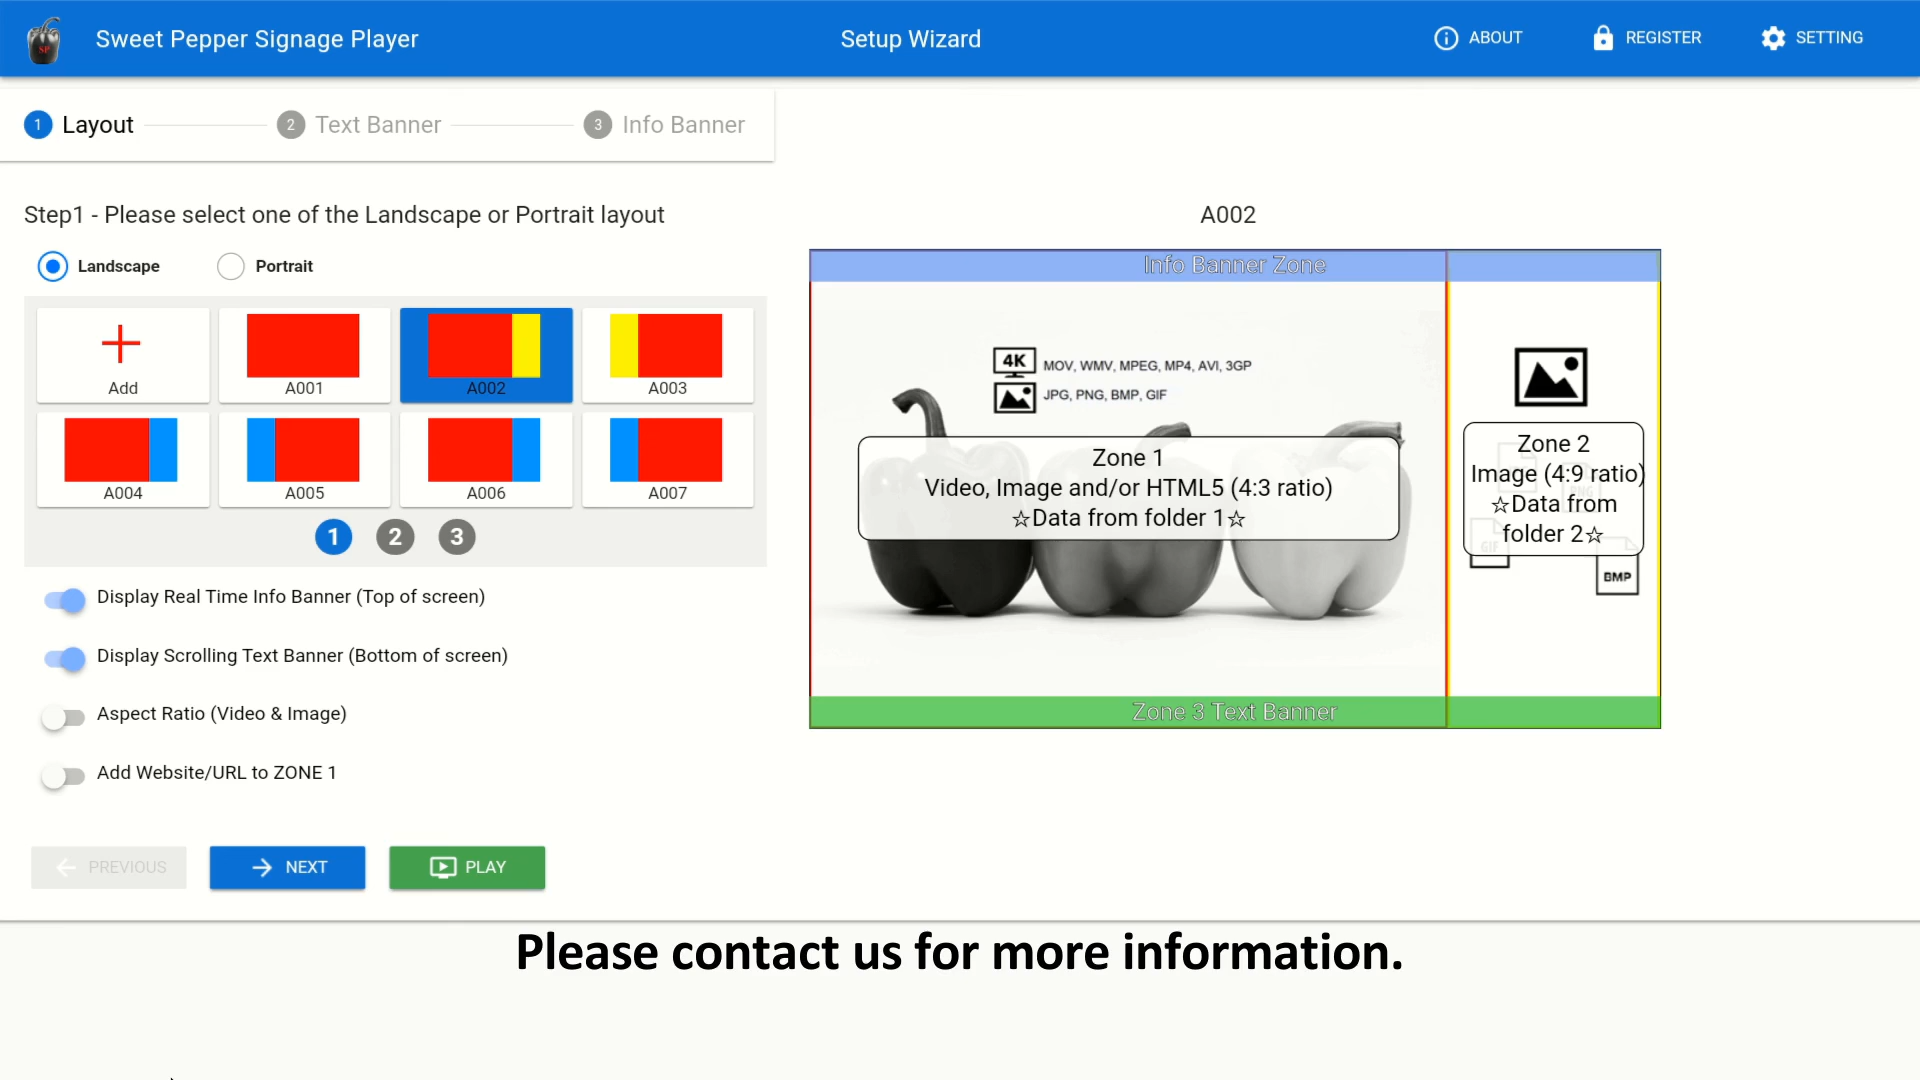 SP
Sweet Pepper Signage Player
Setup Wizard
ABOUT
REGISTER
SETTING
1 Layout
2 Text Banner
3 Info Banner
Step1 - Please select one of the Landscape or Portrait layout
Landscape
Portrait
Add
A001
A002
A003
A004
A005
A006
A007
1
2
3
Display Real Time Info Banner (Top of screen)
Display Scrolling Text Banner (Bottom of screen)
Aspect Ratio (Video & Image)
Add Website/URL to ZONE 1
PREVIOUS
NEXT
PLAY
A002
Info Banner Zone
4K MOV, WMV, MPEG, MP4, AVI, 3GP
JPG, PNG, BMP, GIF
Zone 1
Video, Image and/or HTML5 (4:3 ratio)
☆Data from folder 1☆
Zone 2
Image (4:9 ratio)
☆Data from
folder 2☆
PNG
GIF
BMP
Zone 3 Text Banner
Please contact us for more information.